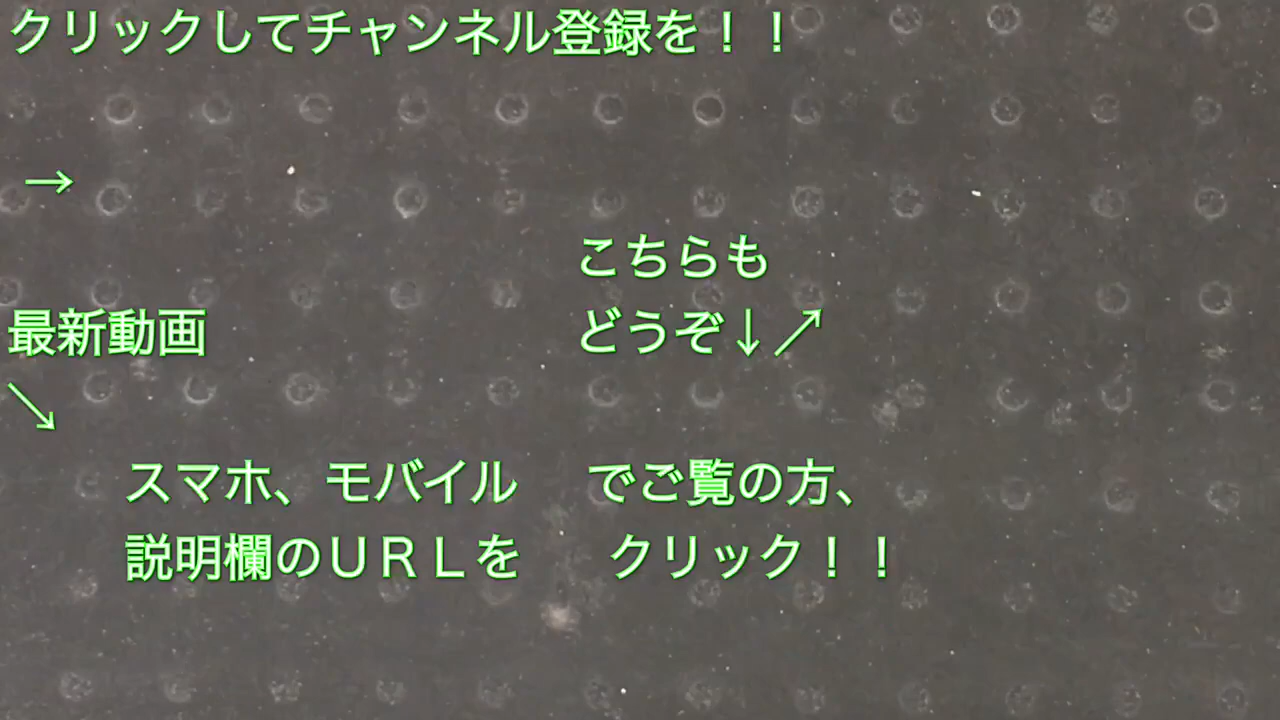 クリックしてチャンネル登録を！！
→
こちらも
どうぞ↓↗
最新動画
↘
スマホ、モバイル　でご覧の方、
説明欄のＵＲＬを　クリック！！